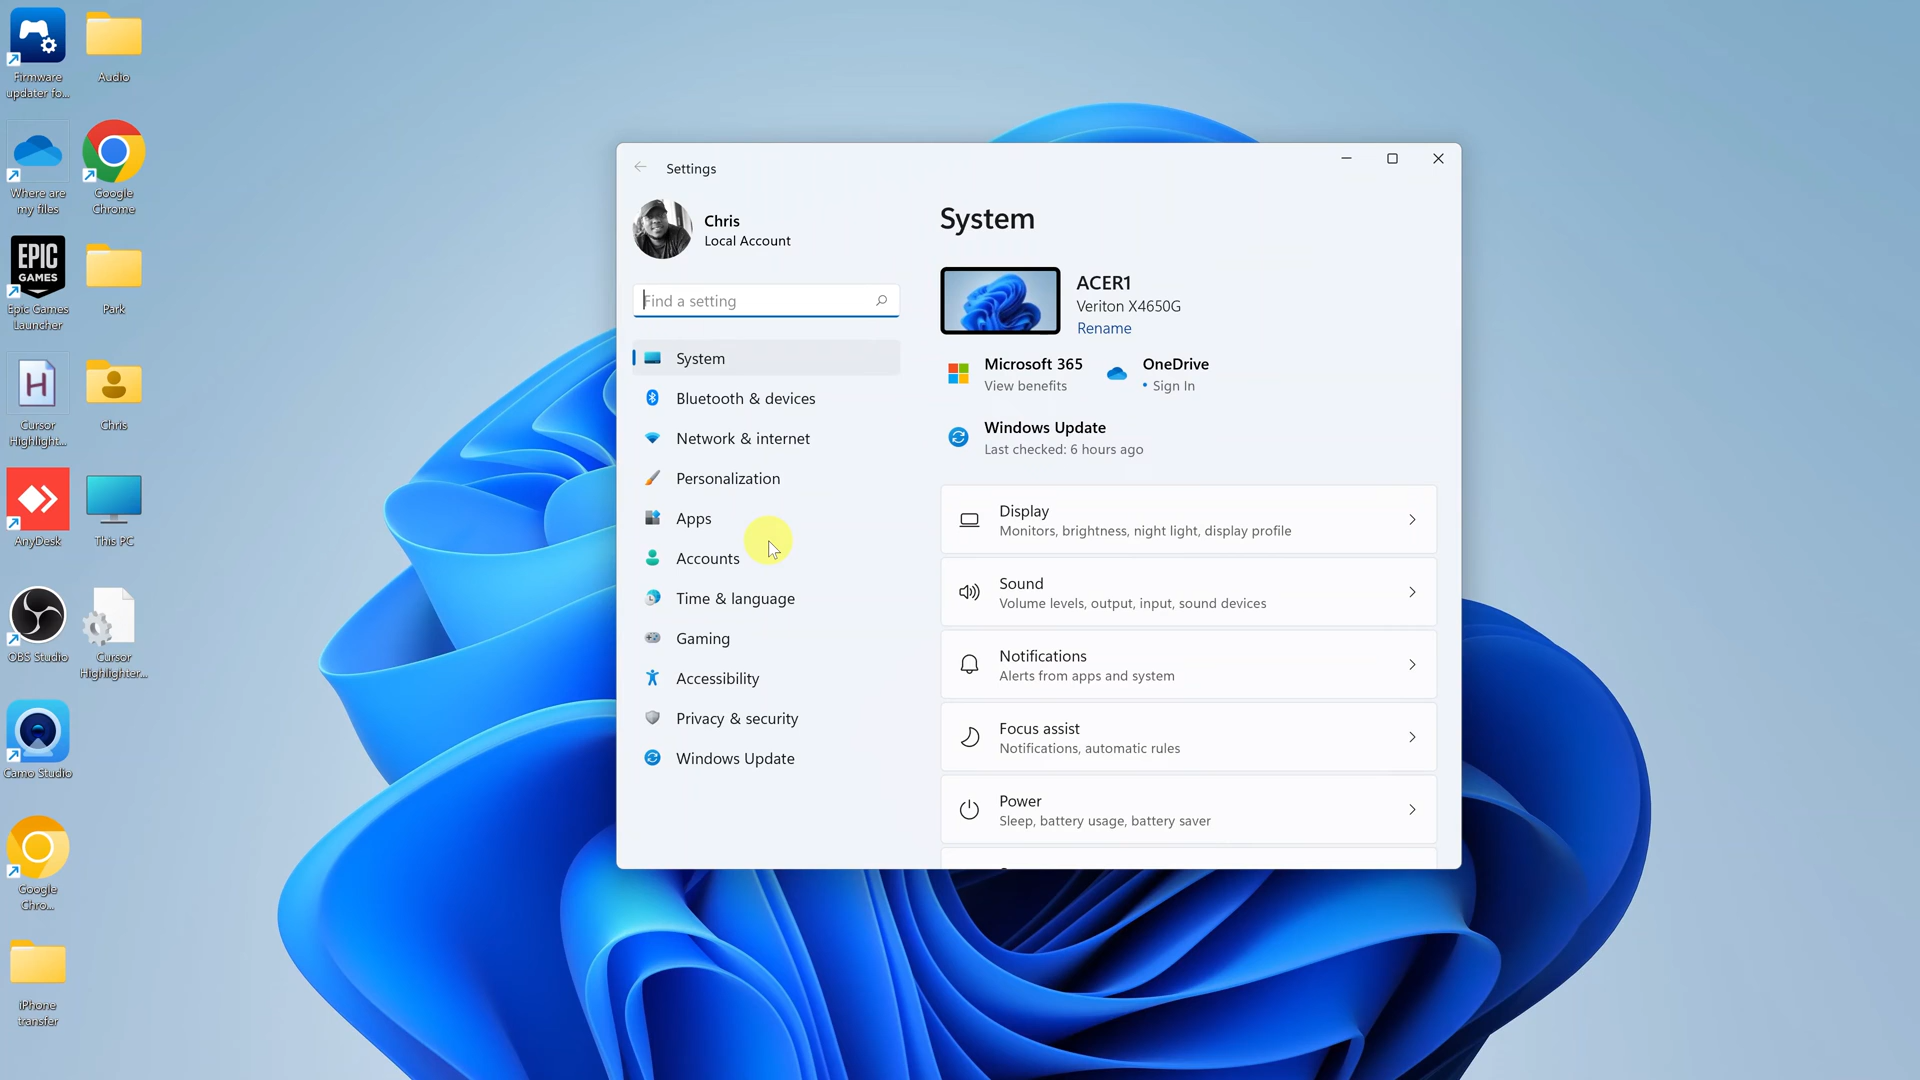 Firmware
updater fo...
Audio
Where are
my files
Google
Chrome
EPIC
GAMES
Epic Games
Launcher
Park
H
Cursor
Highlight...
Chris
AnyDesk
This PC
OBS Studio
Cursor
Highlighter...
Camo Studio
Google
Chro...
iPhone
transfer
Settings
Chris
Local Account
Find a setting
System
Bluetooth & devices
Network & internet
Personalization
Apps
Accounts
Time & language
Gaming
Accessibility
Privacy & security
Windows Update
System
ACER1
Veriton X4650G
Rename
Microsoft 365
View benefits
OneDrive
• Sign In
Windows Update
Last checked: 6 hours ago
Display
Monitors, brightness, night light, display profile
Sound
Volume levels, output, input, sound devices
Notifications
Alerts from apps and system
Focus assist
Notifications, automatic rules
Power
Sleep, battery usage, battery saver